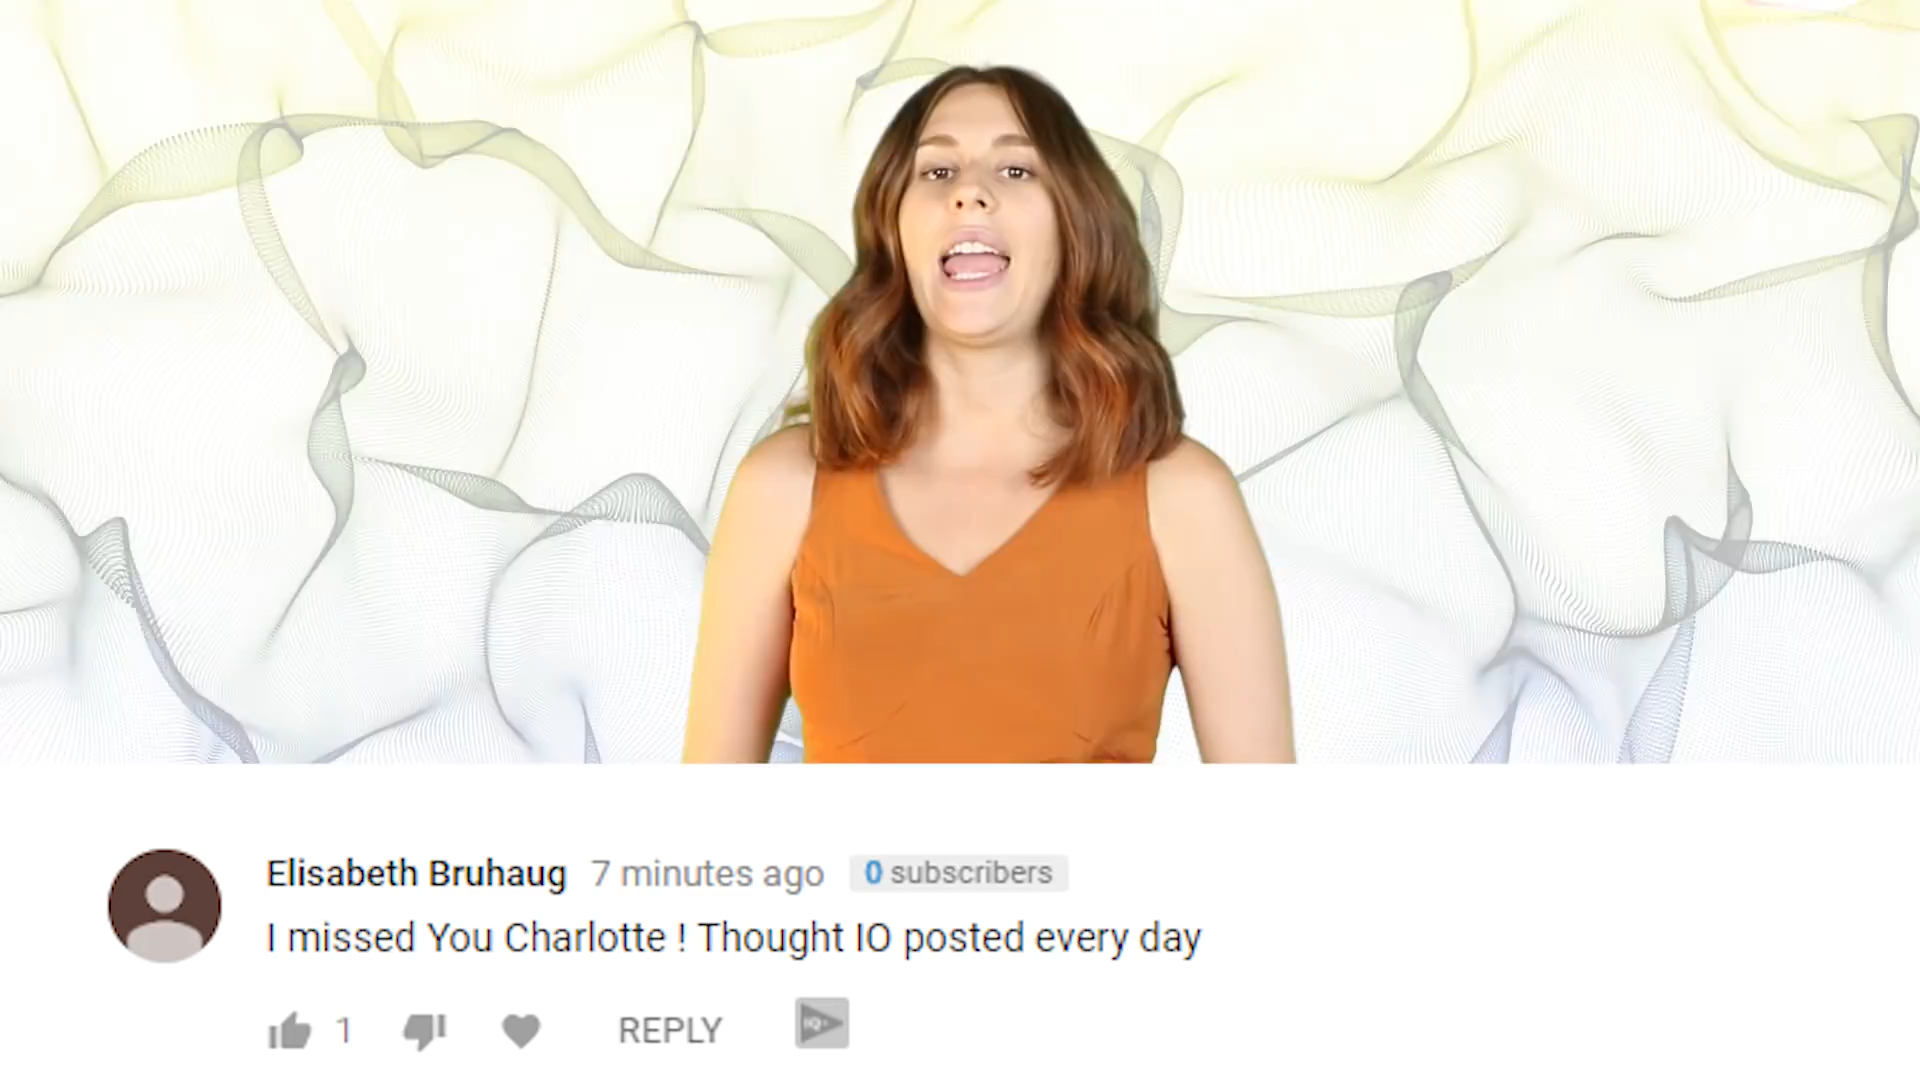 Elisabeth Bruhaug 7 minutes ago 0 subscribers
I missed You Charlotte ! Thought IO posted every day
1 REPLY